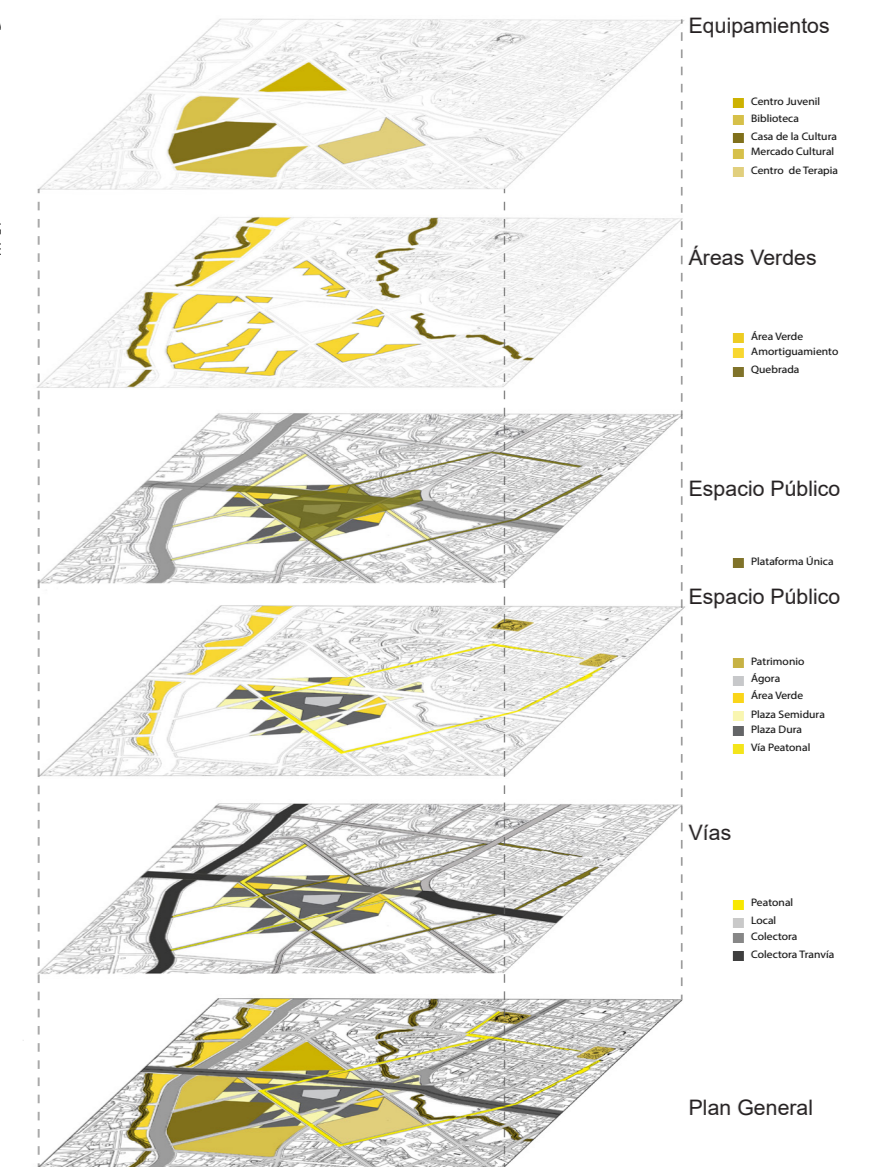 Equipamientos
Centro Juvenil
Biblioteca
Casa de la Cultura
Mercado Cultural
Centro de Terapia
Áreas Verdes
Área Verde
Amortiguamiento
Quebrada
Espacio Público
Plataforma Única
Espacio Público
Patrimonio
Ágora
Área Verde
Plaza Semidura
Plaza Dura
Vía Peatonal
Vías
Peatonal
Local
Colectora
Colectora Tranvía
Plan General